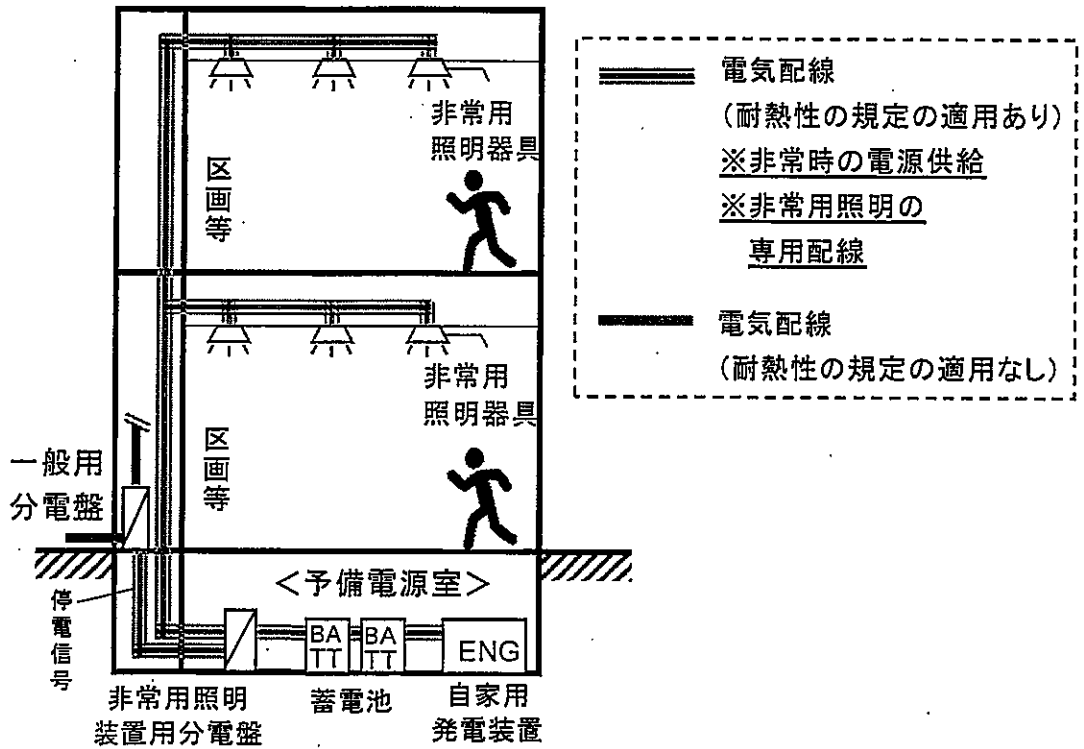 非常用
照明器具
区画等
非常用
照明器具
区画等
一般用
分電盤
<予備電源室>
停電信号
BA
TT
BA
TT
ENG
非常用照明
装置用分電盤
蓄電池
自家用
発電装置
電気配線
(耐熱性の規定の適用あり)
※非常時の電源供給
※非常用照明の
専用配線
電気配線
(耐熱性の規定の適用なし)